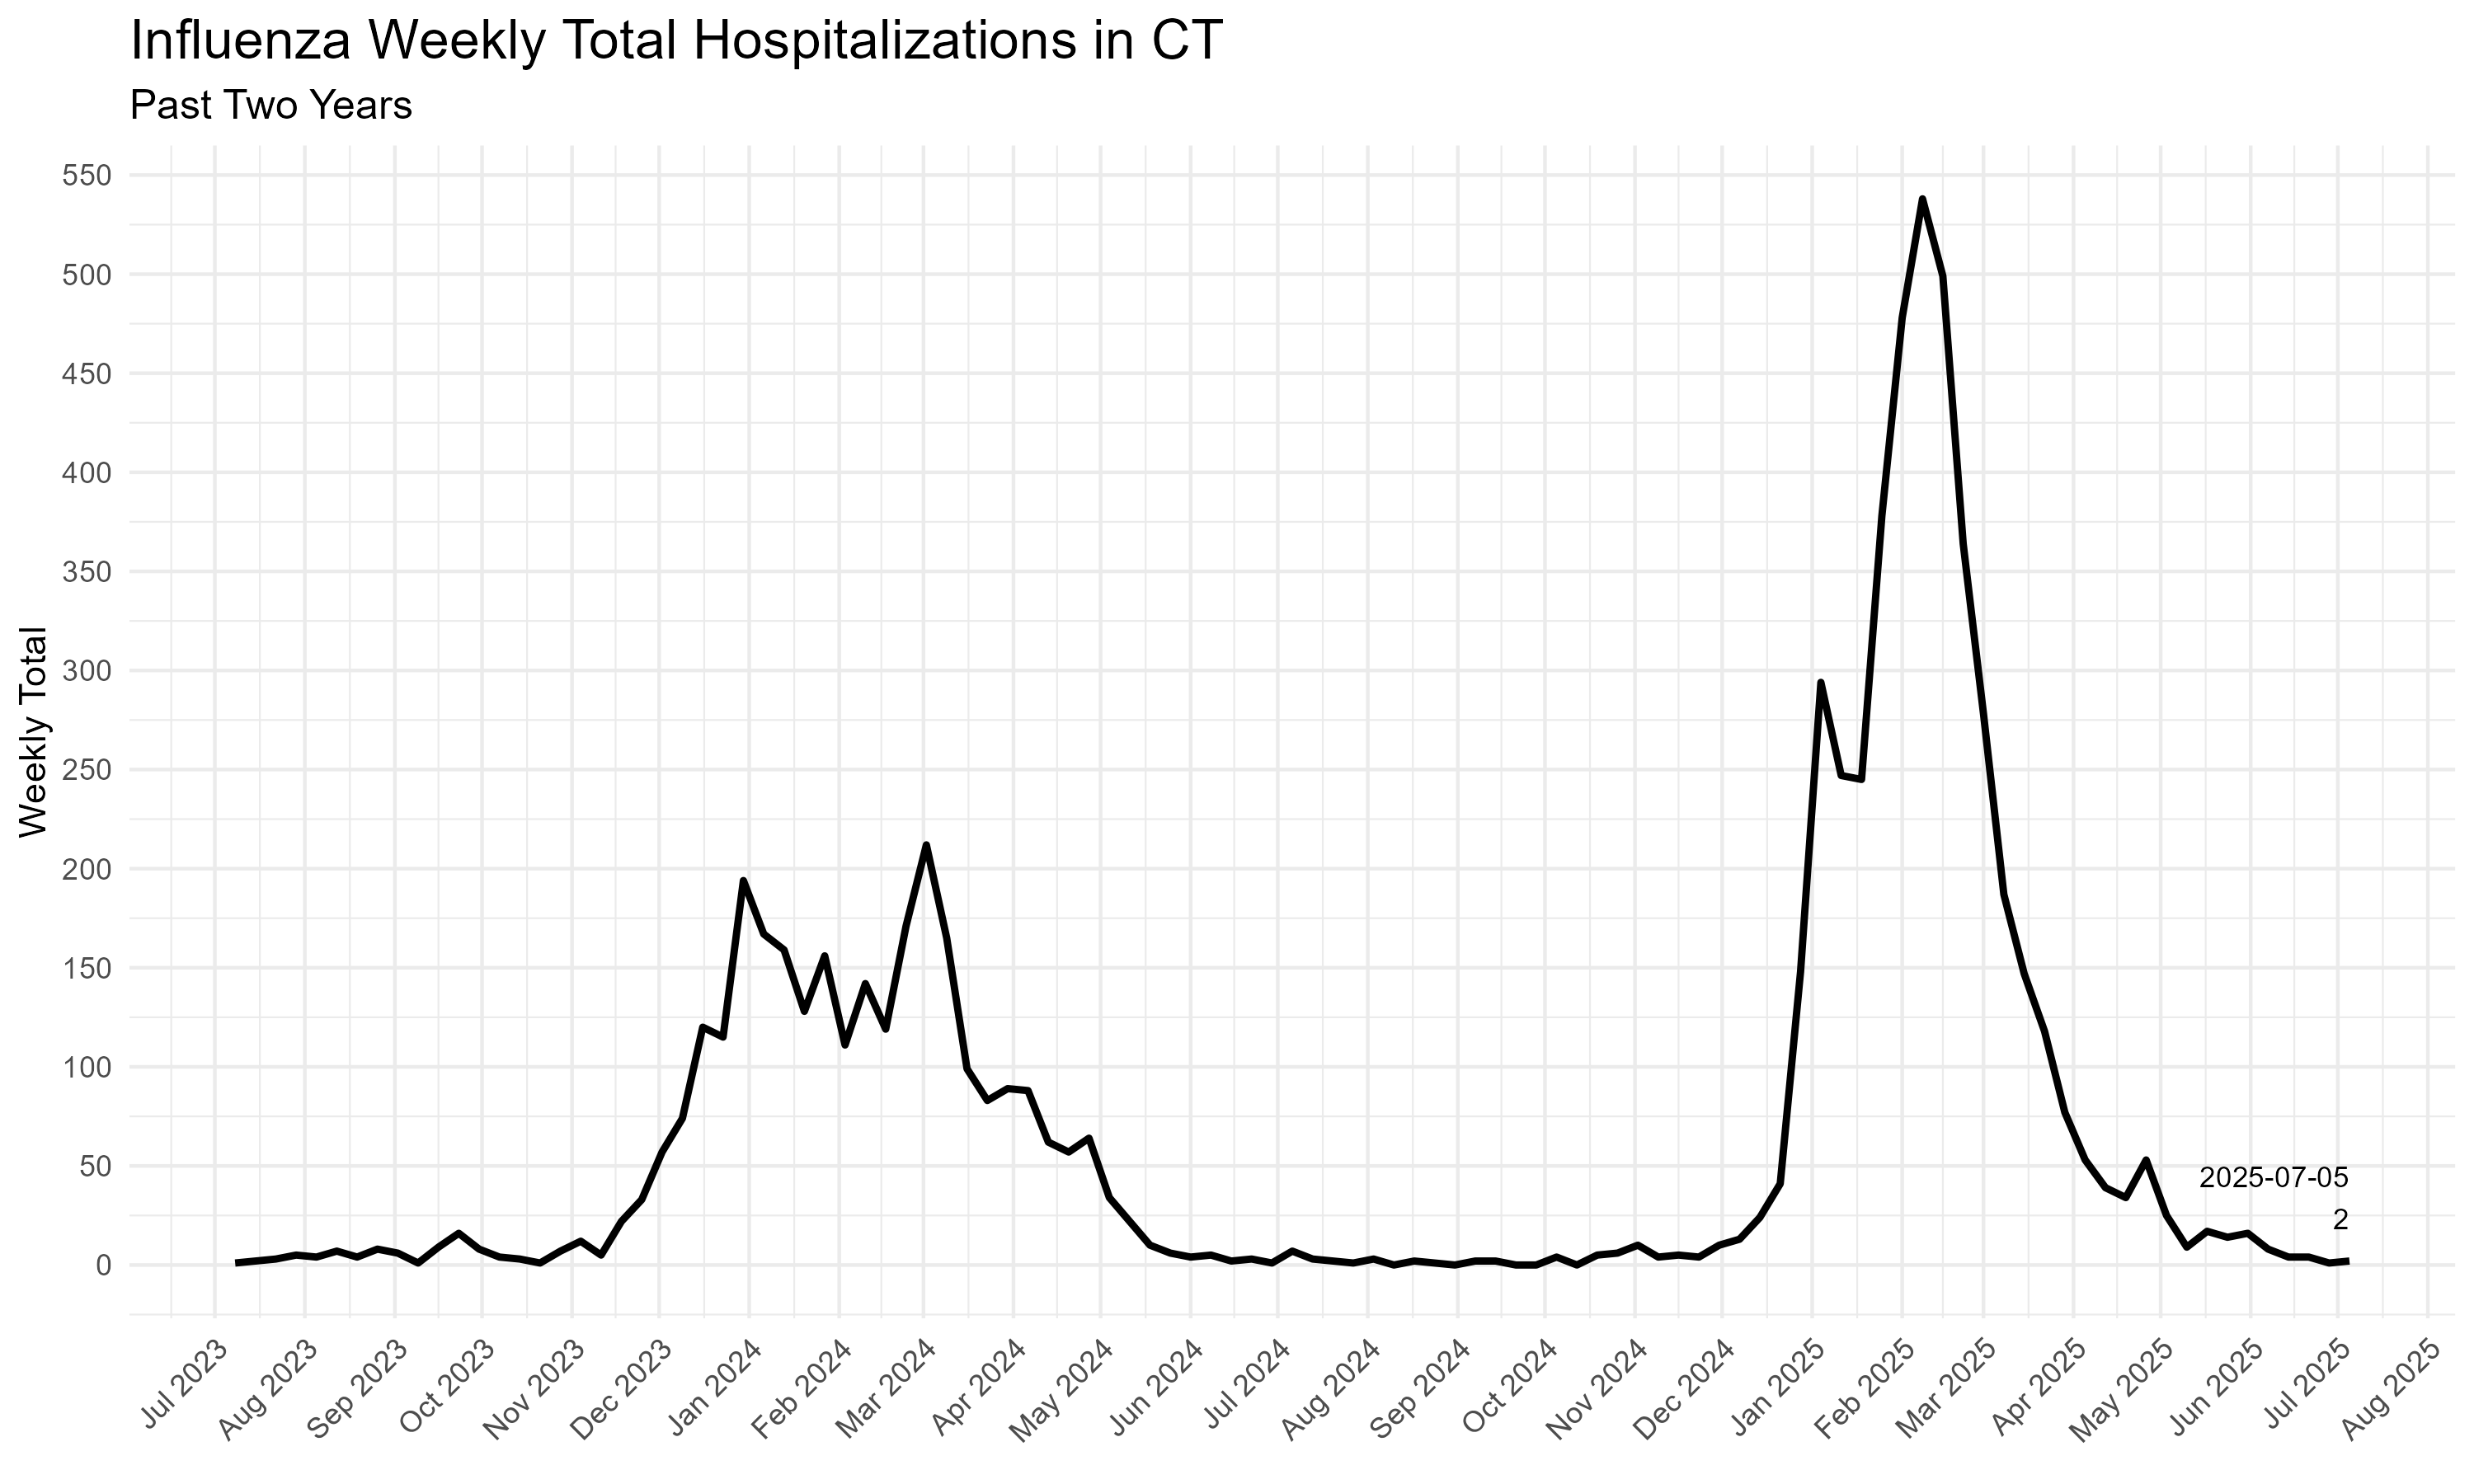 Influenza Weekly Total Hospitalizations in CT
Past Two Years
Weekly Total
550
500
450
400
350
300
250
200
150
100
50
0
2025-07-05
2
Jul 2023
Aug 2023
Sep 2023
Oct 2023
Nov 2023
Dec 2023
Jan 2024
Feb 2024
Mar 2024
Apr 2024
May 2024
Jun 2024
Jul 2024
Aug 2024
Sep 2024
Oct 2024
Nov 2024
Dec 2024
Jan 2025
Feb 2025
Mar 2025
Apr 2025
May 2025
Jun 2025
Jul 2025
Aug 2025